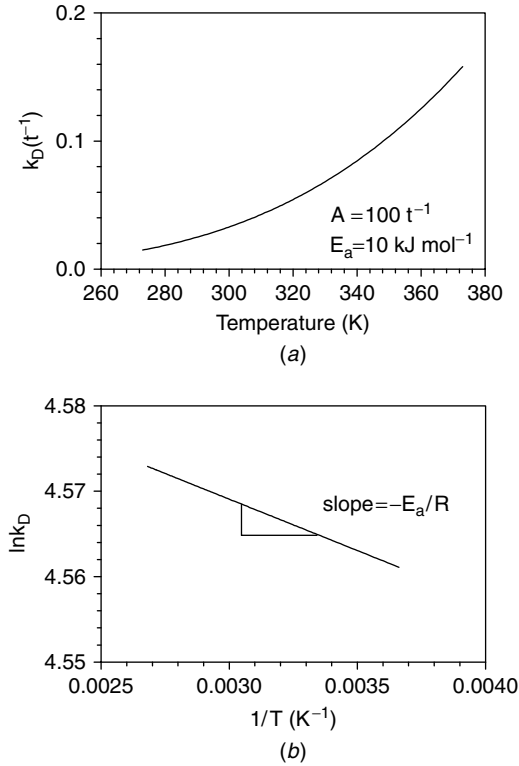 0.2
k_D(t⁻¹)
0.1
A =100 t⁻¹
E_a=10 kJ mol⁻¹
0.0
260 280 300 320 340 360 380
Temperature (K)
(a)
4.58
4.57
slope=−E_a/R
lnk_D
4.56
4.55
0.0025 0.0030 0.0035 0.0040
1/T (K⁻¹)
(b)